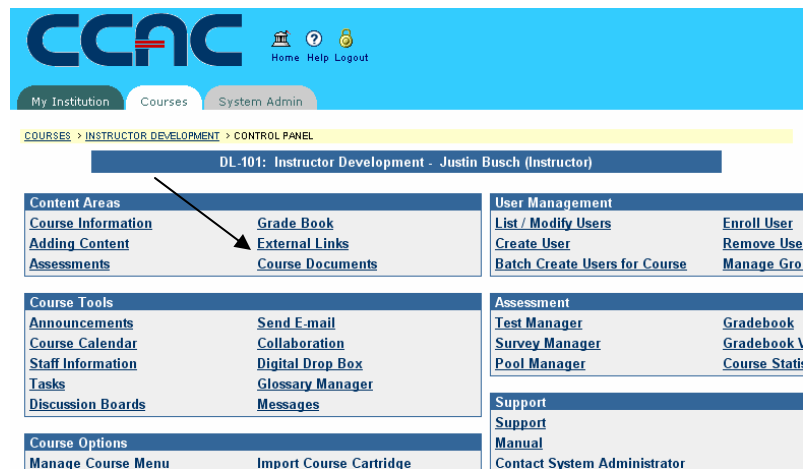 CCAC
Home Help Logout
My Institution Courses System Admin
COURSES > INSTRUCTOR DEVELOPMENT > CONTROL PANEL
DL-101: Instructor Development - Justin Busch (Instructor)
Content Areas
Course Information Grade Book
Adding Content External Links
Assessments Course Documents
User Management
List / Modify Users Enroll User
Create User Remove Use
Batch Create Users for Course Manage Gro
Course Tools
Announcements Send E-mail
Course Calendar Collaboration
Staff Information Digital Drop Box
Tasks Glossary Manager
Discussion Boards Messages
Assessment
Test Manager Gradebook
Survey Manager Gradebook V
Pool Manager Course Statis
Support
Support
Manual
Contact System Administrator
Course Options
Manage Course Menu Import Course Cartridge